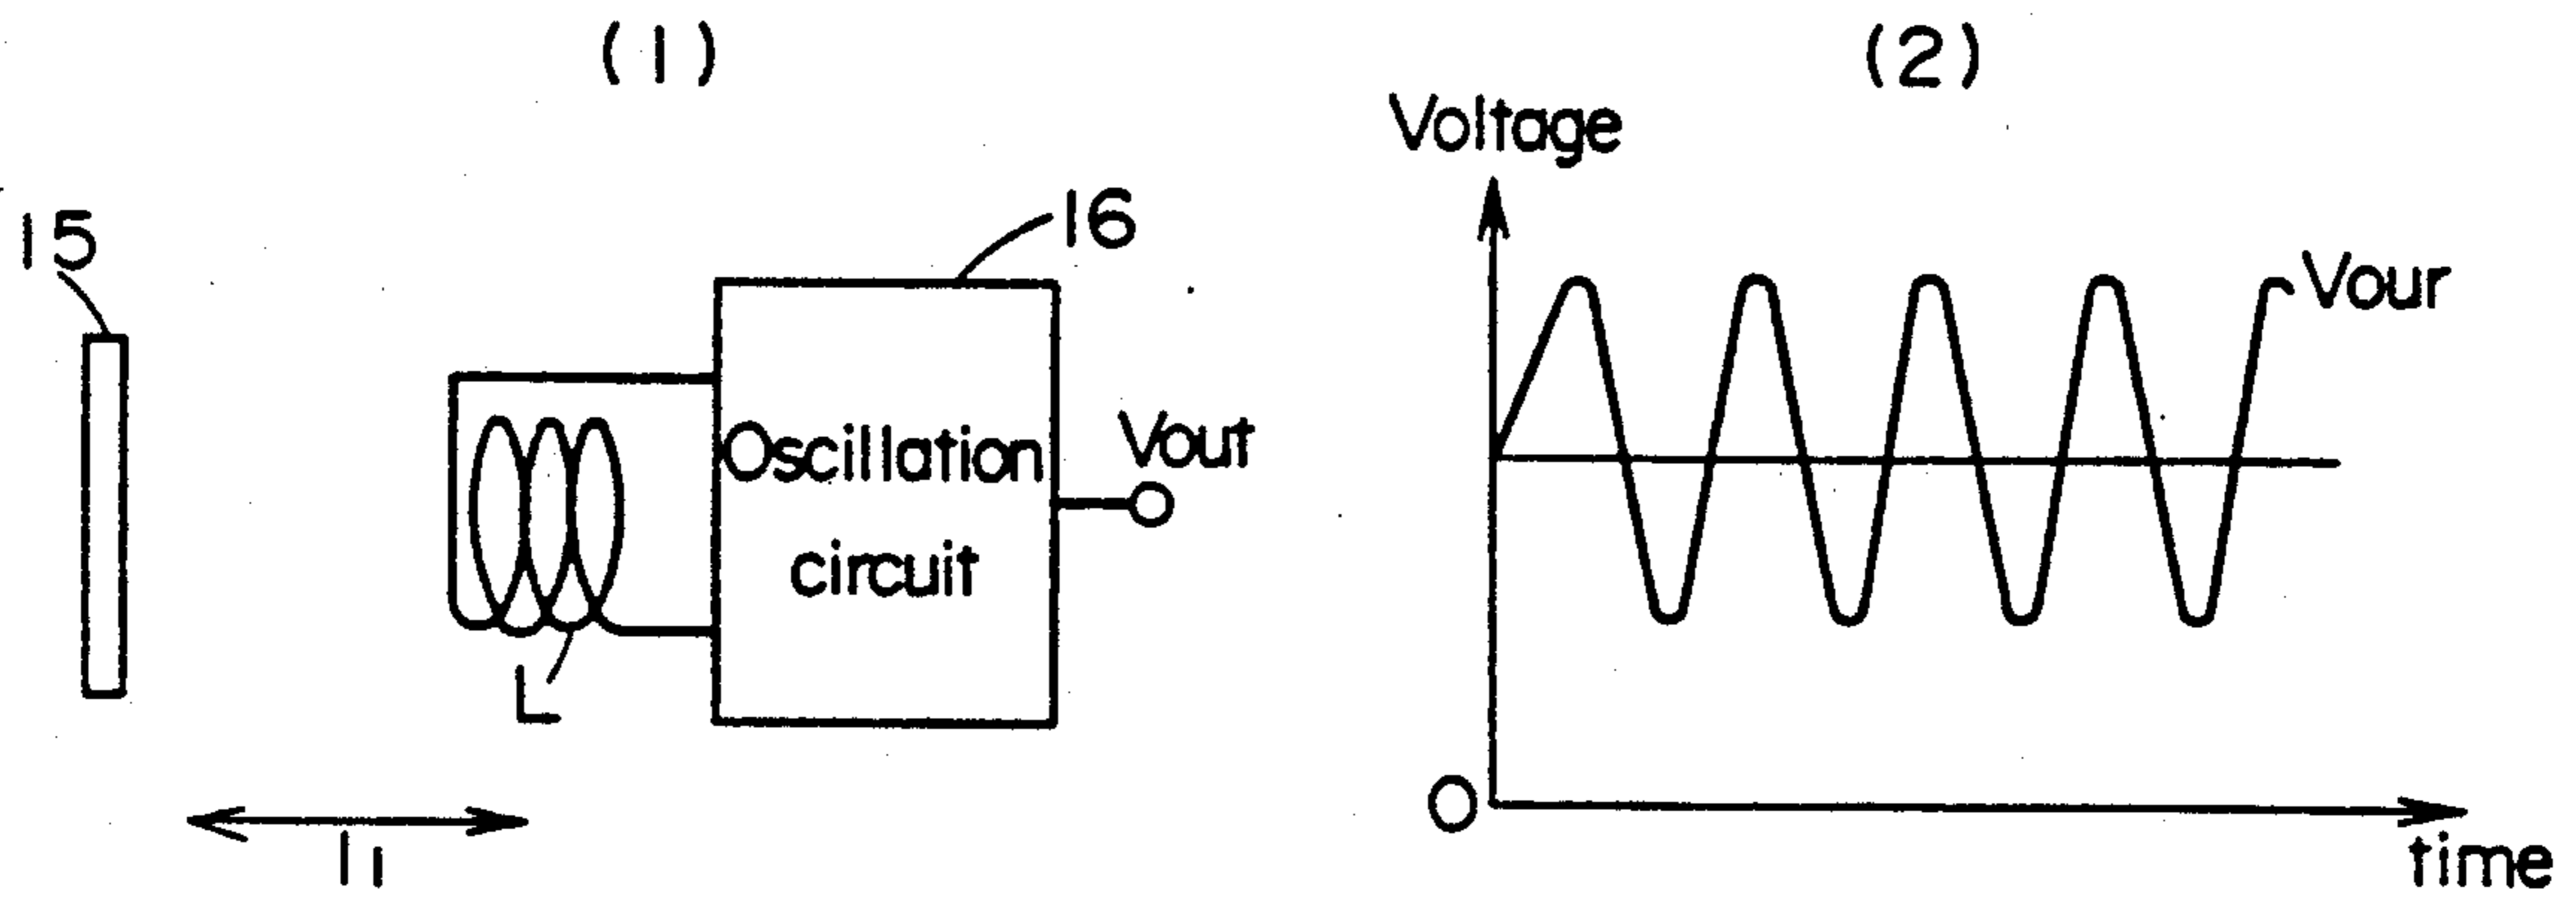 (1)
15
16
Oscillation
circuit
Vout
L
l1
(2)
Voltage
Vour
O
time